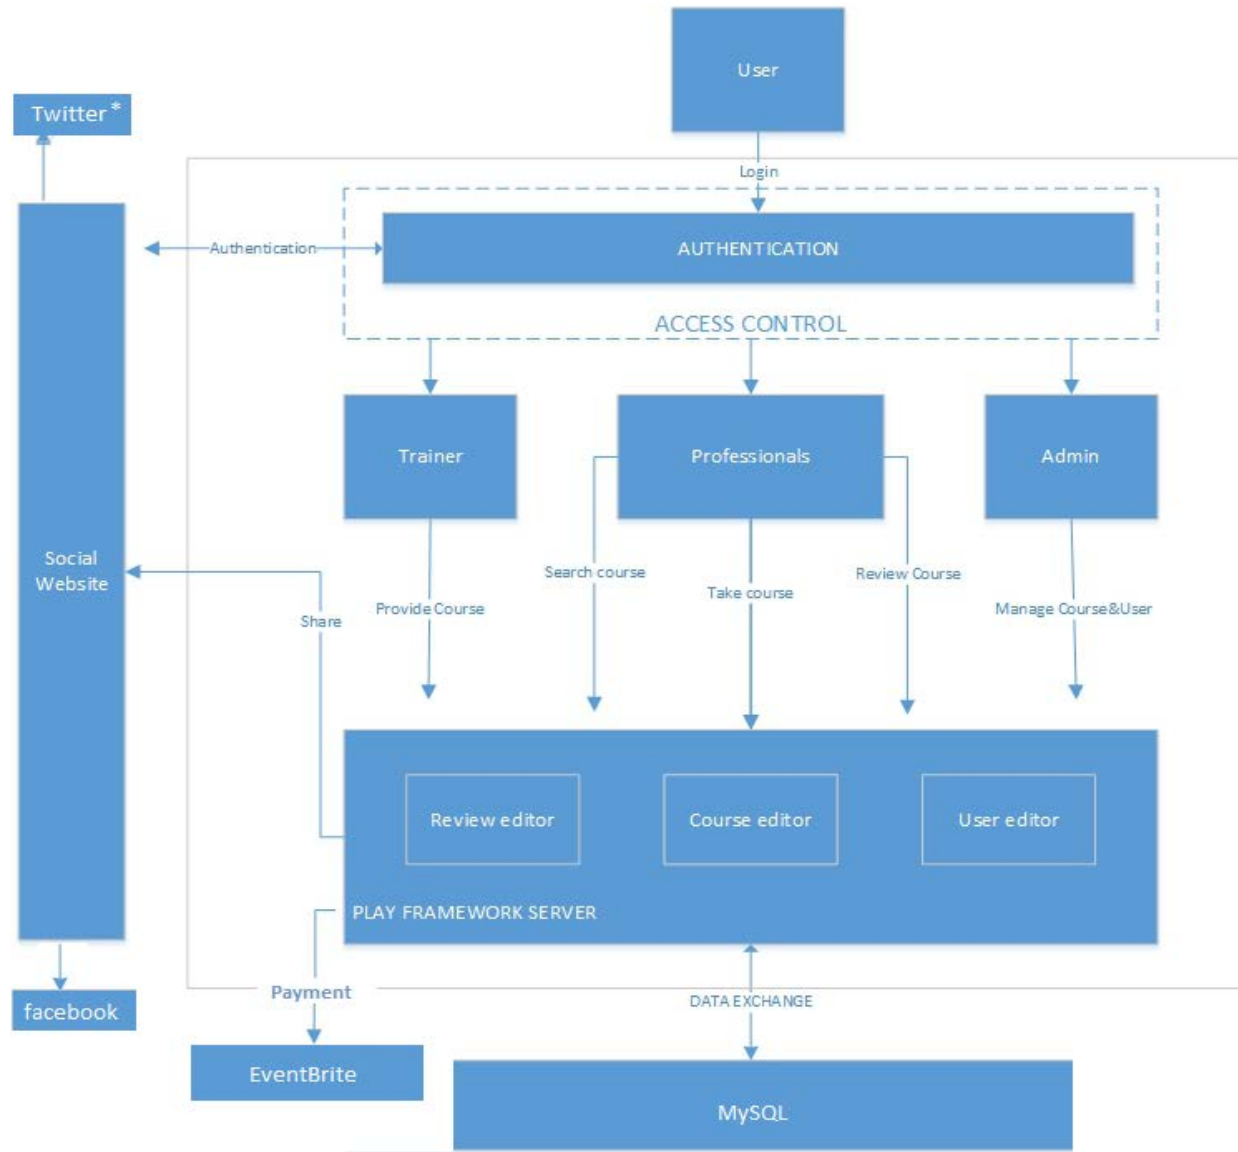 User
Twitter *
Login
Authentication
AUTHENTICATION
ACCESS CONTROL
Trainer
Professionals
Admin
Social
Website
Search course
Review Course
Take course
Provide Course
Manage Course&User
Share
Review editor
Course editor
User editor
PLAY FRAMEWORK SERVER
Payment
DATA EXCHANGE
facebook
EventBrite
MySQL